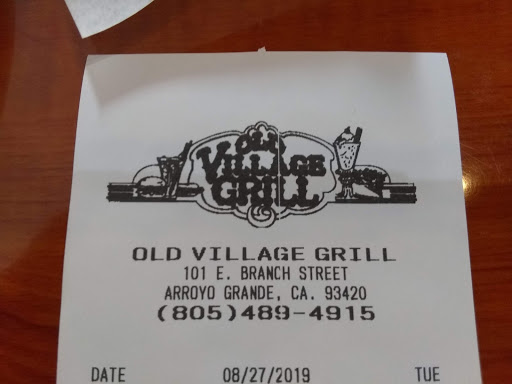 OLD
VILLAGE
GRILL
OLD VILLAGE GRILL
101 E. BRANCH STREET
ARROYO GRANDE, CA. 93420
(805)489-4915
DATE 08/27/2019 TUE